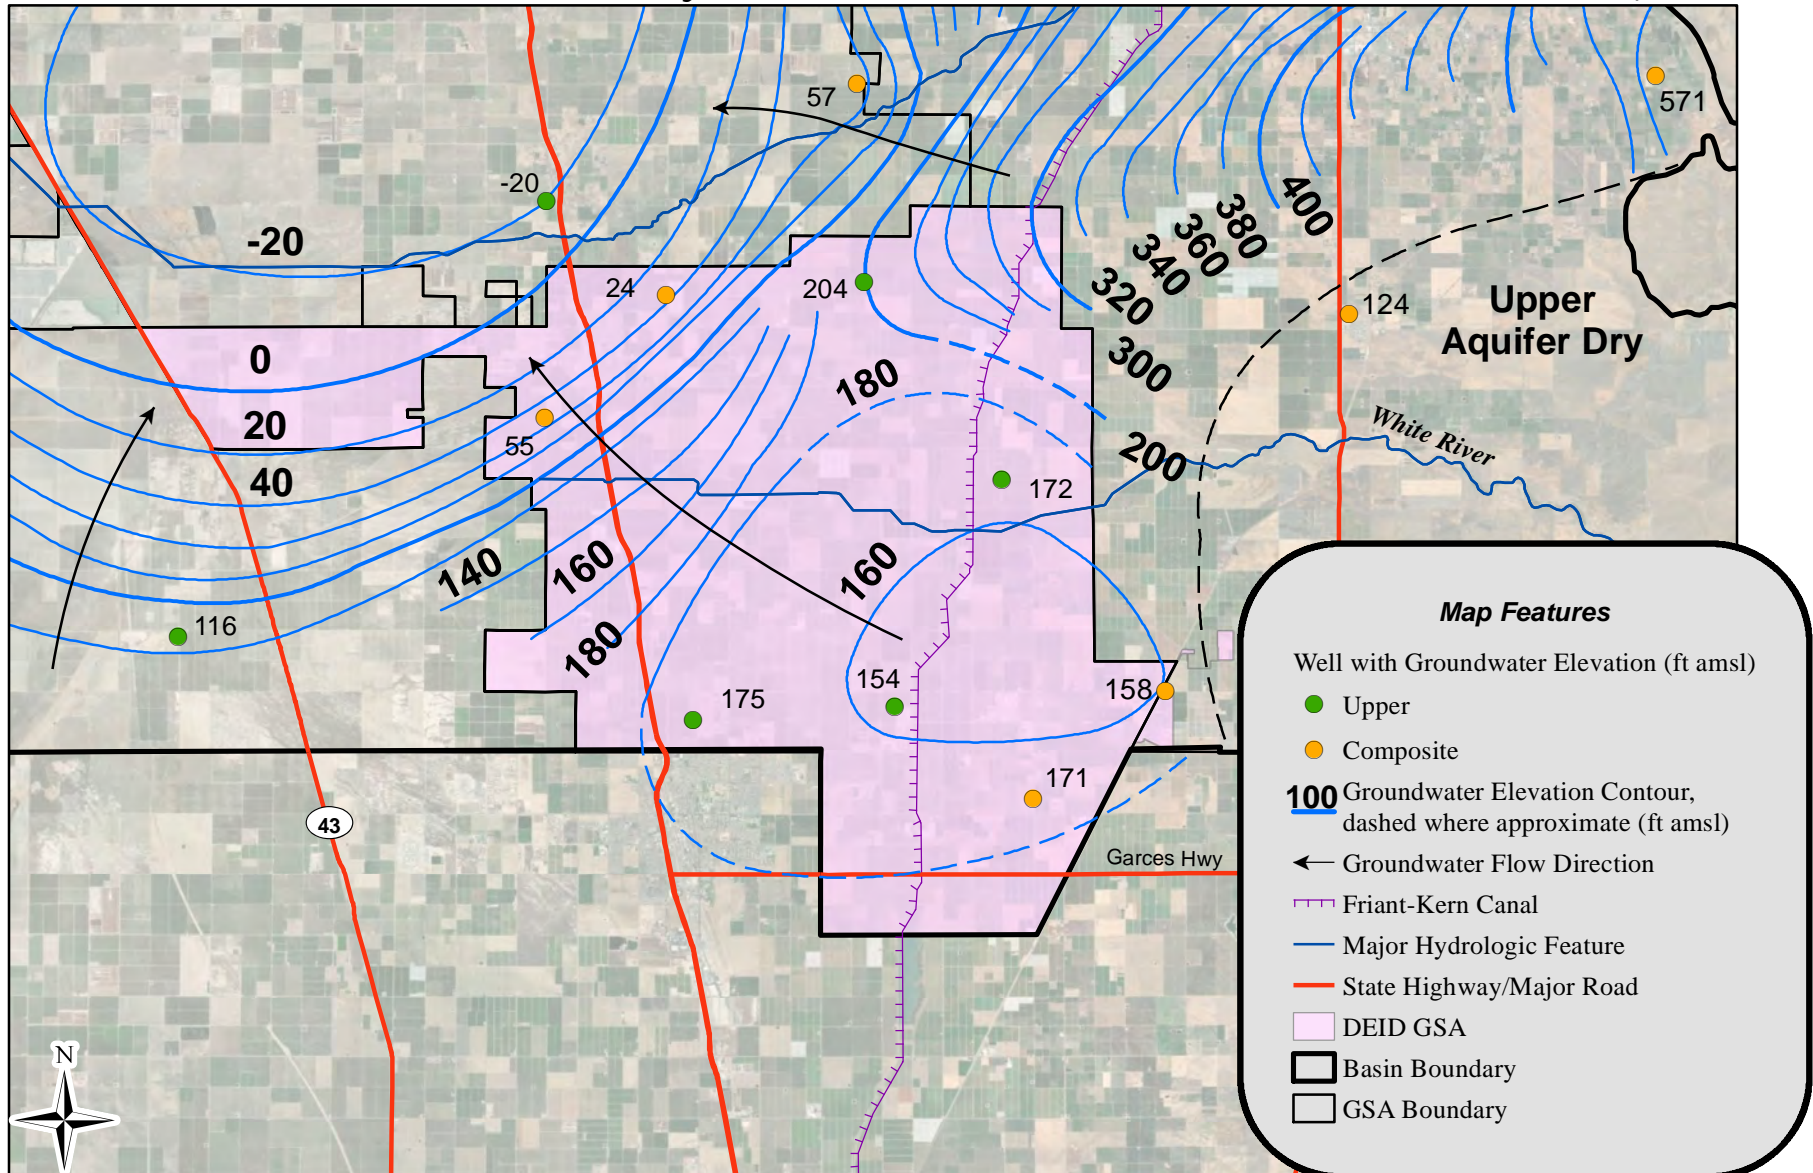 57
571
-20
-20
400
380
360
340
320
300
200
24
204
124
Upper
Aquifer Dry
0
180
20
55
40
White River
172
140
160
160
180
116
175
154
158
171
43
Garces Hwy
N
Map Features
Well with Groundwater Elevation (ft amsl)
Upper
Composite
100 Groundwater Elevation Contour,
dashed where approximate (ft amsl)
Groundwater Flow Direction
Friant-Kern Canal
Major Hydrologic Feature
State Highway/Major Road
DEID GSA
Basin Boundary
GSA Boundary